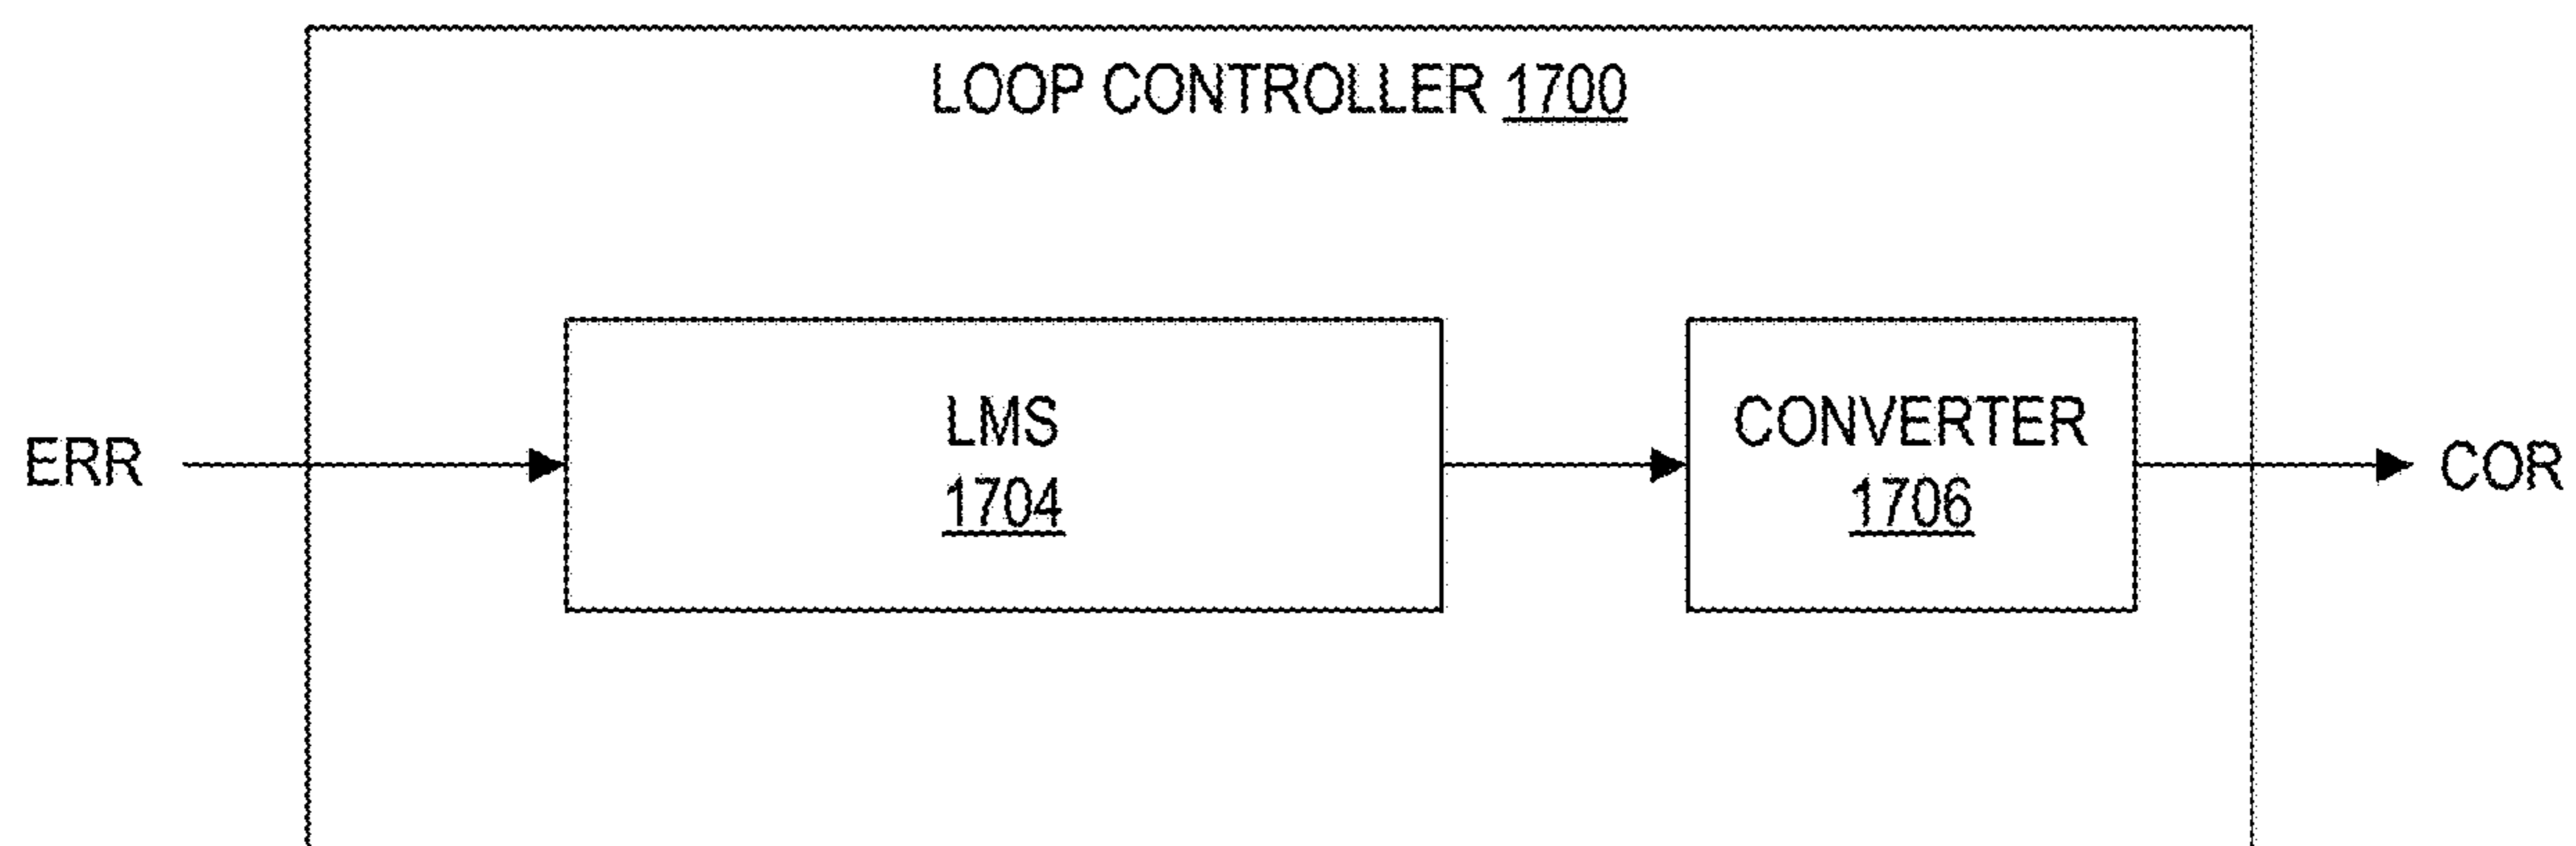 LOOP CONTROLLER 1700
ERR
LMS
1704
CONVERTER
1706
COR